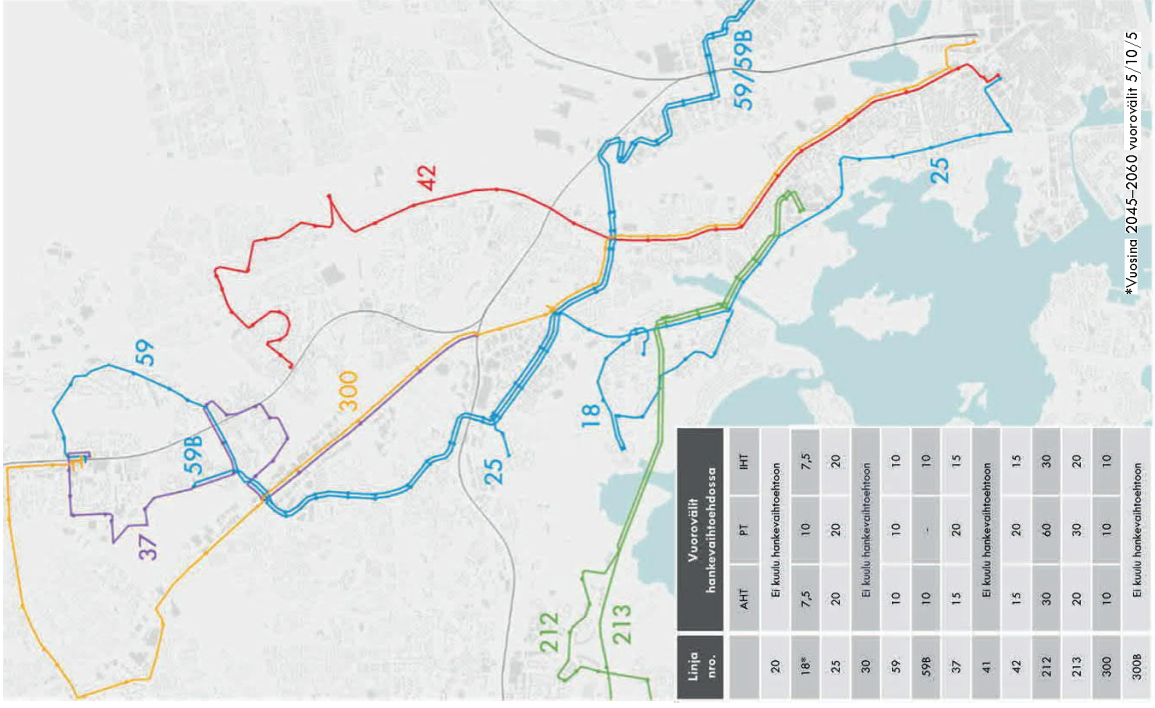 59
37
59B
300
42
25
212
18
213
59/59B
25
Linja nro. Vuorovälit hankevaihtoehdossa
AHT PT IHT
20 Ei kuulu hankevaihtoehtoon
18* 7,5 10 7,5
25 20 20 20
30 Ei kuulu hankevaihtoehtoon
59 10 10 10
59B 10 - 10
37 15 20 15
41 Ei kuulu hankevaihtoehtoon
42 15 20 15
212 30 60 30
213 20 30 20
300 10 10 10
300B Ei kuulu hankevaihtoehtoon
*Vuosina 2045–2060 vuorovälit 5/10/5